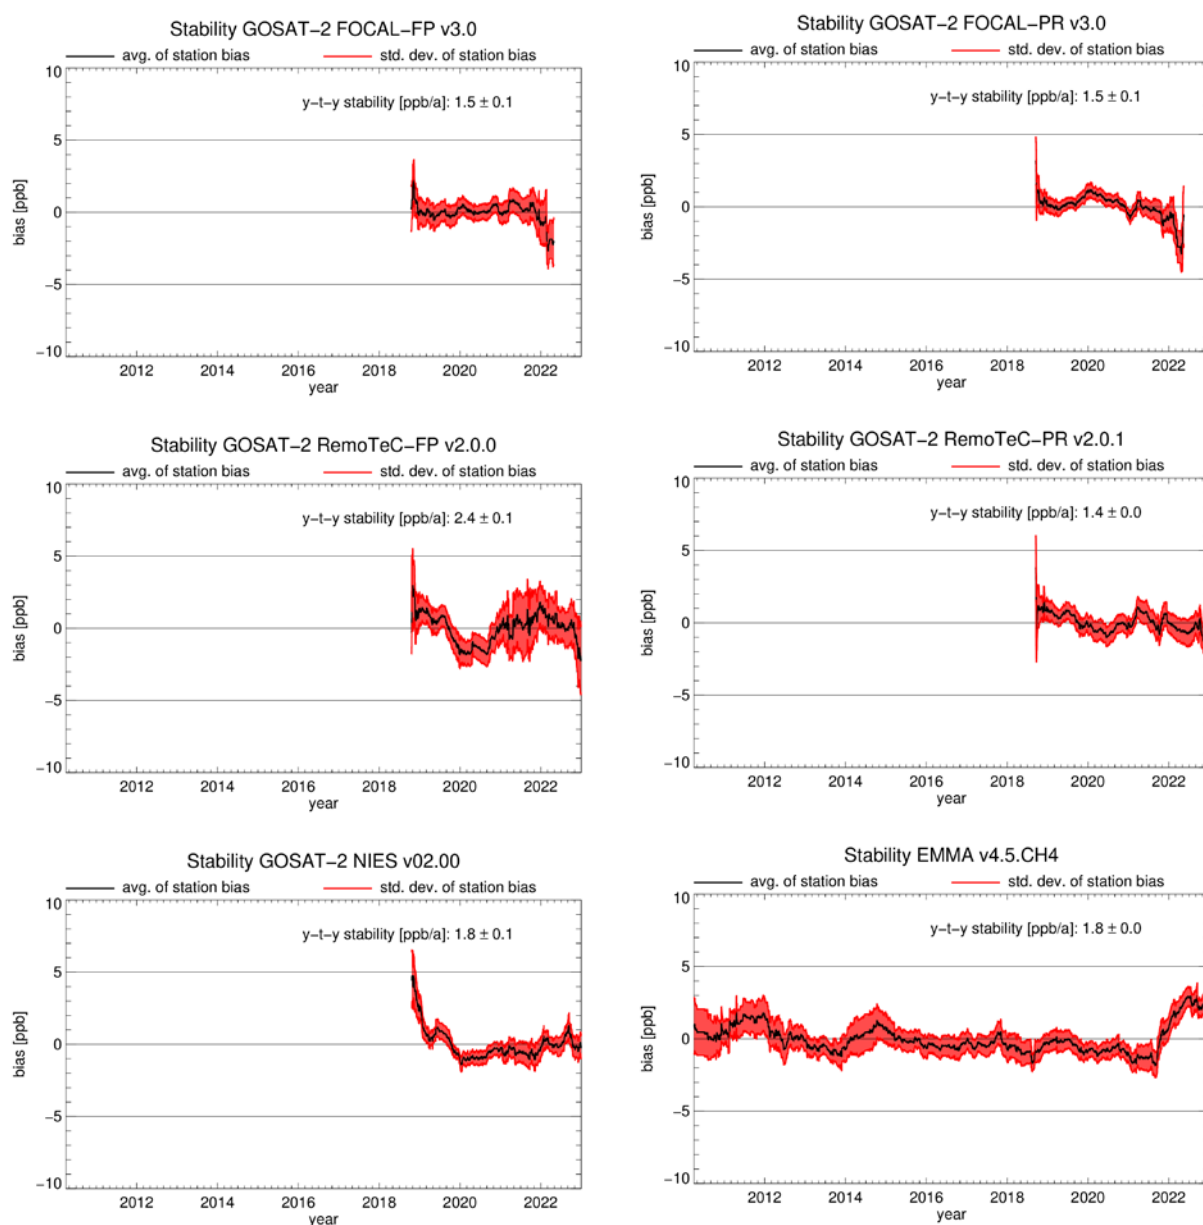 Stability GOSAT−2 FOCAL−FP v3.0
avg. of station bias
std. dev. of station bias
y−t−y stability [ppb/a]: 1.5 ± 0.1
10
5
0
−5
−10
bias [ppb]
2012 2014 2016 2018 2020 2022
year
Stability GOSAT−2 FOCAL−PR v3.0
avg. of station bias
std. dev. of station bias
y−t−y stability [ppb/a]: 1.5 ± 0.1
10
5
0
−5
−10
bias [ppb]
2012 2014 2016 2018 2020 2022
year
Stability GOSAT−2 RemoTeC−FP v2.0.0
avg. of station bias
std. dev. of station bias
y−t−y stability [ppb/a]: 2.4 ± 0.1
10
5
0
−5
−10
bias [ppb]
2012 2014 2016 2018 2020 2022
year
Stability GOSAT−2 RemoTeC−PR v2.0.1
avg. of station bias
std. dev. of station bias
y−t−y stability [ppb/a]: 1.4 ± 0.0
10
5
0
−5
−10
bias [ppb]
2012 2014 2016 2018 2020 2022
year
Stability GOSAT−2 NIES v02.00
avg. of station bias
std. dev. of station bias
y−t−y stability [ppb/a]: 1.8 ± 0.1
10
5
0
−5
−10
bias [ppb]
2012 2014 2016 2018 2020 2022
year
Stability EMMA v4.5.CH4
avg. of station bias
std. dev. of station bias
y−t−y stability [ppb/a]: 1.8 ± 0.0
10
5
0
−5
−10
bias [ppb]
2012 2014 2016 2018 2020 2022
year